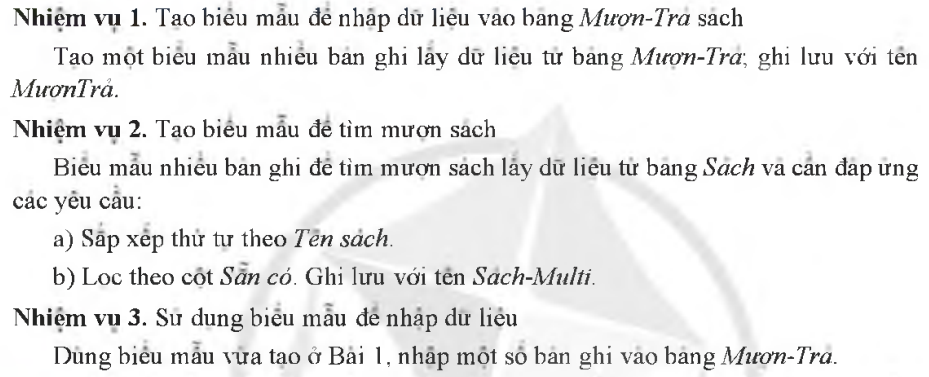 Nhiệm vụ 1. Tạo biểu mẫu để nhập dữ liệu vào bảng Mượn-Trả sách
Tạo một biểu mẫu nhiều bản ghi lấy dữ liệu từ bảng Mượn-Trả; ghi lưu với tên
MượnTrả.
Nhiệm vụ 2. Tạo biểu mẫu để tìm mượn sách
Biểu mẫu nhiều bản ghi để tìm mượn sách lấy dữ liệu từ bảng Sách và cần đáp ứng
các yêu cầu:
a) Sắp xếp thứ tự theo Tên sách.
b) Lọc theo cột Sẵn có. Ghi lưu với tên Sách-Multi.
Nhiệm vụ 3. Sử dụng biểu mẫu để nhập dữ liệu
Dùng biểu mẫu vừa tạo ở Bài 1, nhập một số bản ghi vào bảng Mượn-Trả.